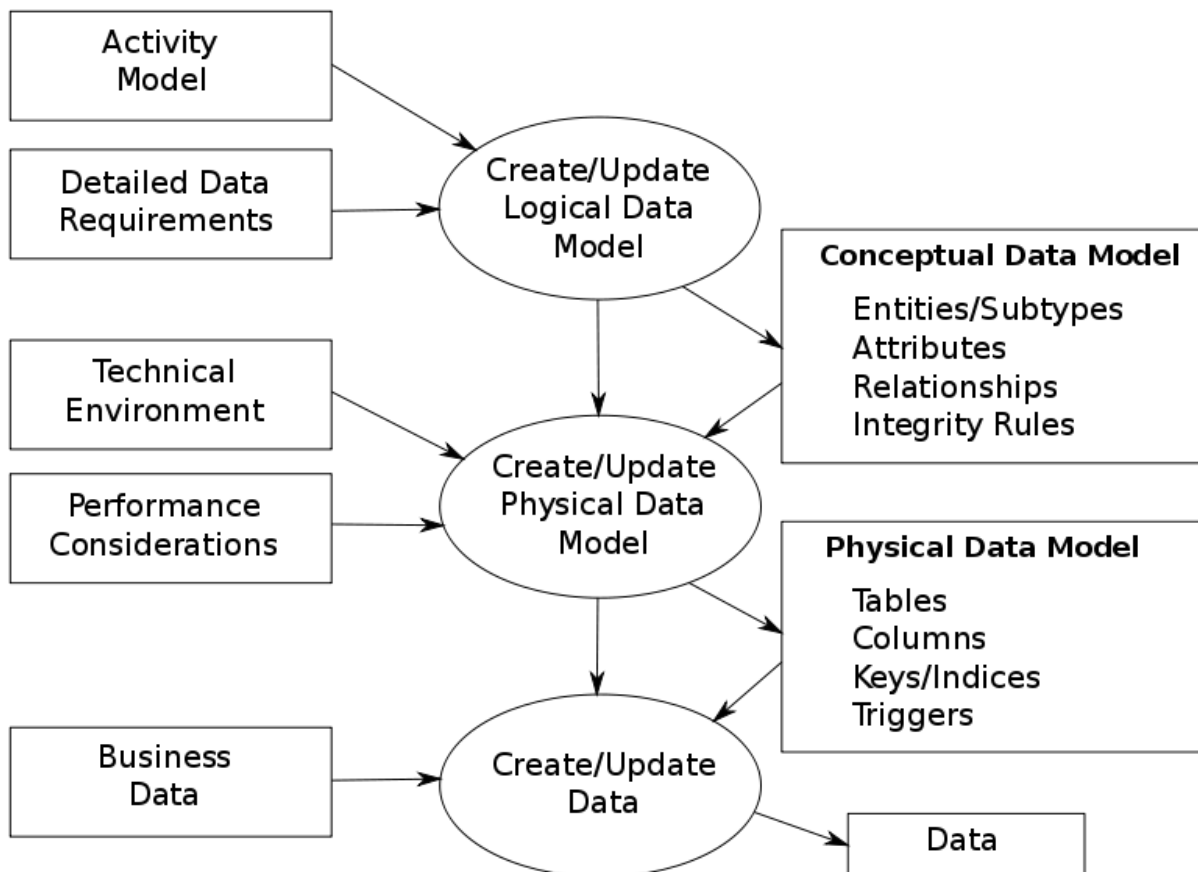 Activity
Model
Detailed Data
Requirements
Create/Update
Logical Data
Model
Conceptual Data Model
Entities/Subtypes
Attributes
Relationships
Integrity Rules
Technical
Environment
Performance
Considerations
Create/Update
Physical Data
Model
Physical Data Model
Tables
Columns
Keys/Indices
Triggers
Business
Data
Create/Update
Data
Data